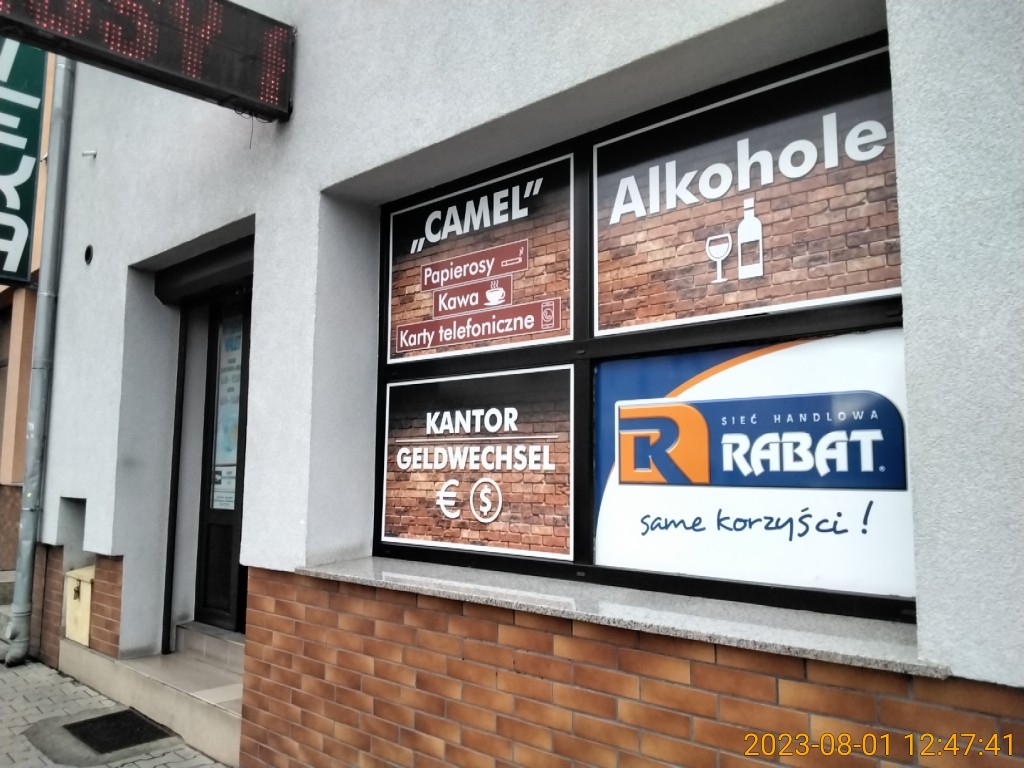 „CAMEL”
Papierosy
Kawa
Karty telefoniczne
Alkohole
KANTOR
GELDWECHSEL
€ $
SIEĆ HANDLOWA
RABAT®
same korzyści!
2023-08-01 12:47:41